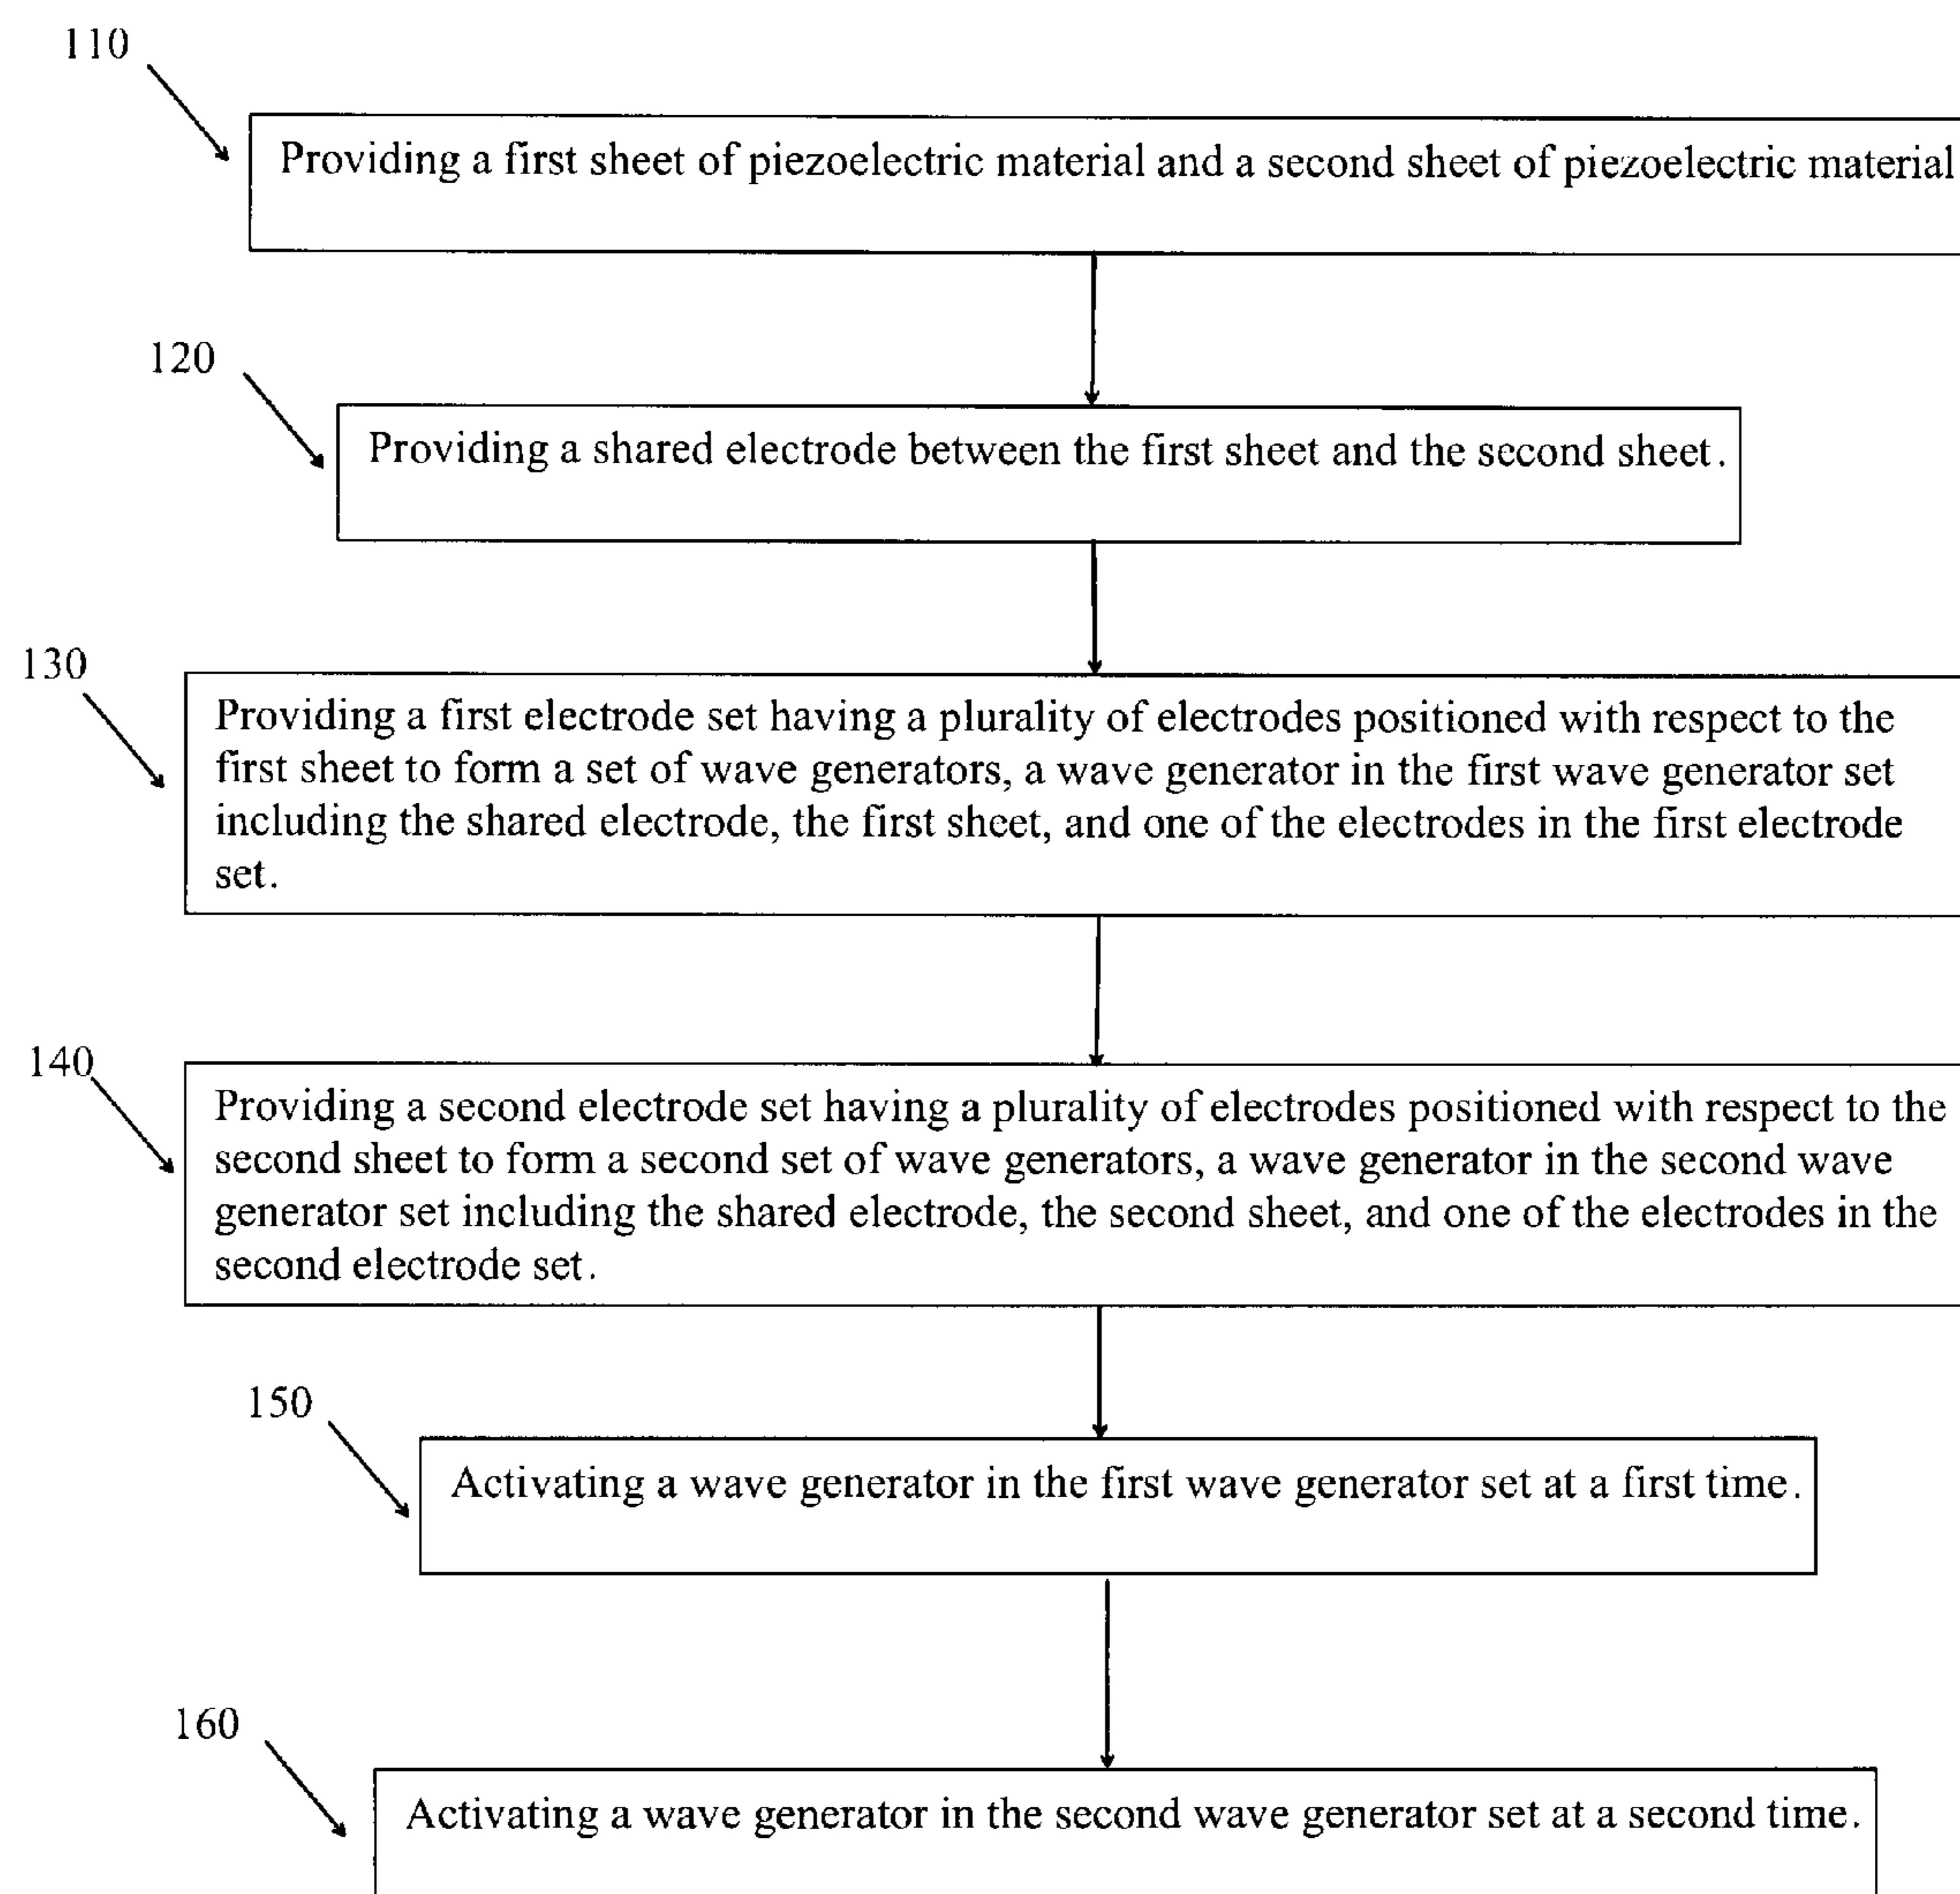 110
Providing a first sheet of piezoelectric material and a second sheet of piezoelectric material
120
Providing a shared electrode between the first sheet and the second sheet.
130
Providing a first electrode set having a plurality of electrodes positioned with respect to the
first sheet to form a set of wave generators, a wave generator in the first wave generator set
including the shared electrode, the first sheet, and one of the electrodes in the first electrode
set.
140
Providing a second electrode set having a plurality of electrodes positioned with respect to the
second sheet to form a second set of wave generators, a wave generator in the second wave
generator set including the shared electrode, the second sheet, and one of the electrodes in the
second electrode set.
150
Activating a wave generator in the first wave generator set at a first time.
160
Activating a wave generator in the second wave generator set at a second time.